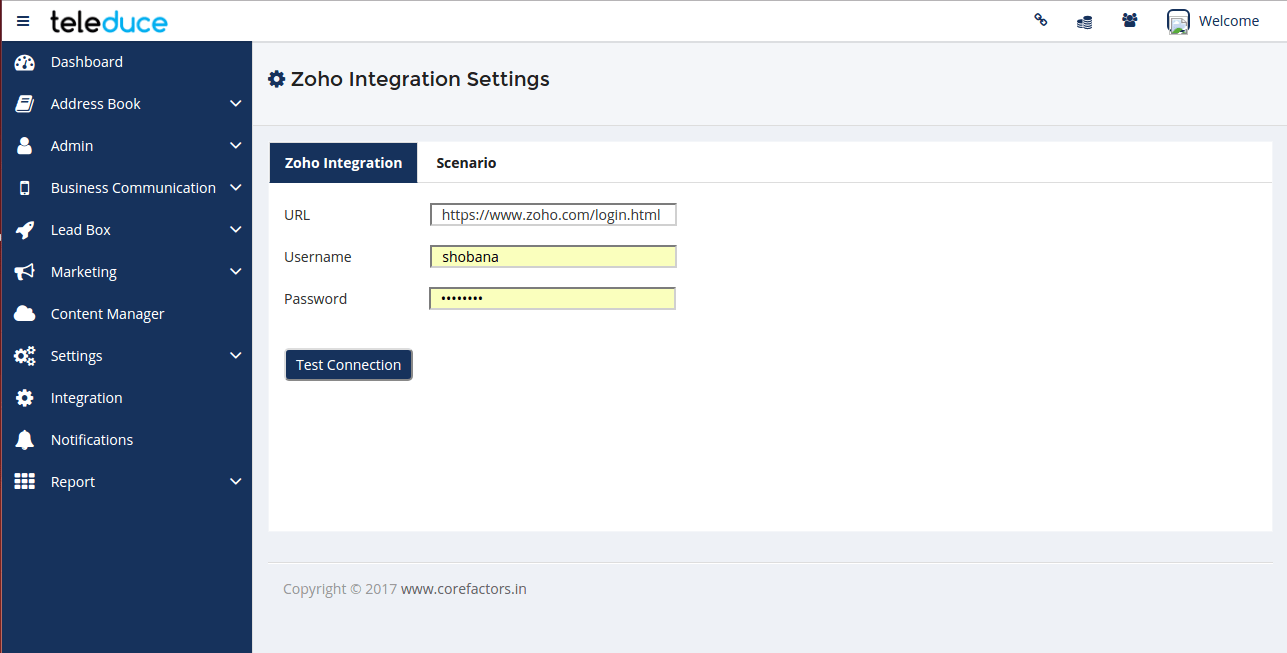 teleduce
Welcome
Dashboard
Address Book
Admin
Business Communication
Lead Box
Marketing
Content Manager
Settings
Integration
Notifications
Report
Zoho Integration Settings
Zoho Integration
Scenario
URL
https://www.zoho.com/login.html
Username
shobana
Password
••••••••
Test Connection
Copyright © 2017 www.corefactors.in